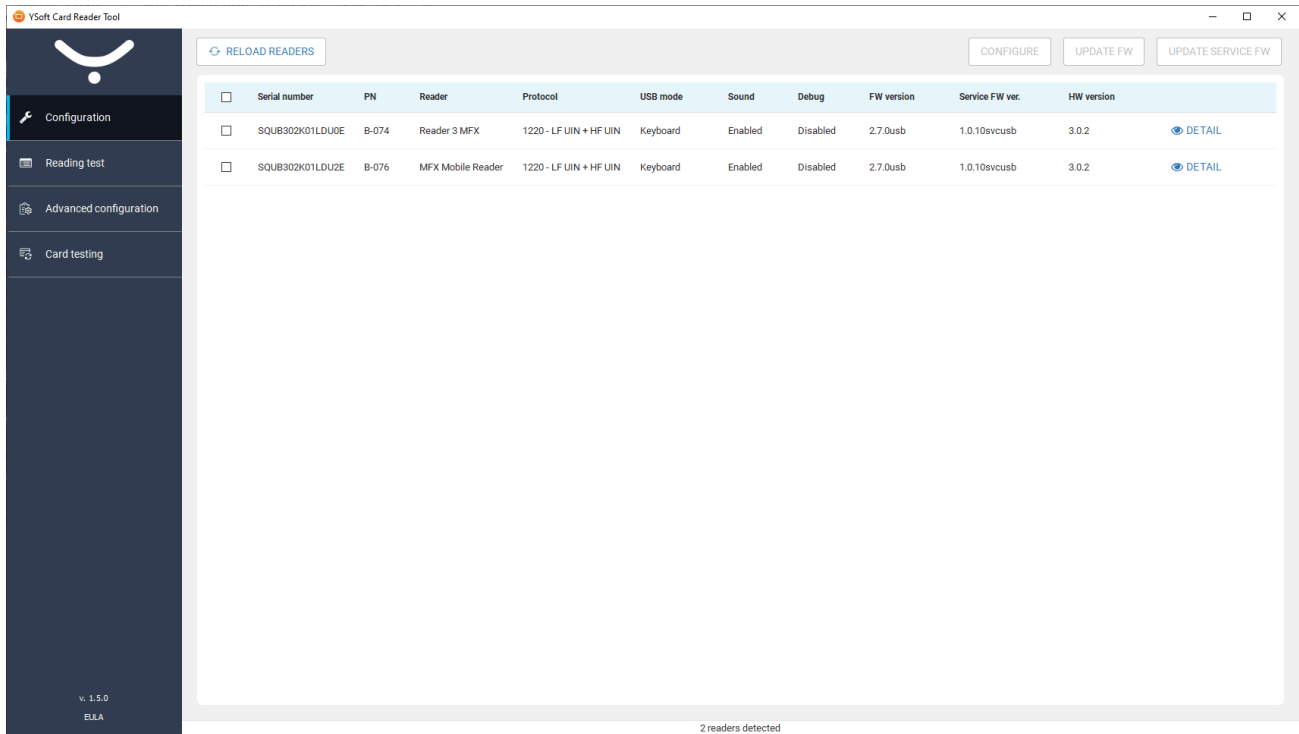 YSoft Card Reader Tool
RELOAD READERS CONFIGURE UPDATE FW UPDATE SERVICE FW
Configuration
Reading test
Advanced configuration
Card testing
Serial number PN Reader Protocol USB mode Sound Debug FW version Service FW ver. HW version
SQUB302K01LDU0E B-074 Reader 3 MFX 1220 - LF UIN + HF UIN Keyboard Enabled Disabled 2.7.0usb 1.0.10svcusb 3.0.2 DETAIL
SQUB302K01LDU2E B-076 MFX Mobile Reader 1220 - LF UIN + HF UIN Keyboard Enabled Disabled 2.7.0usb 1.0.10svcusb 3.0.2 DETAIL
v. 1.5.0
EULA
2 readers detected